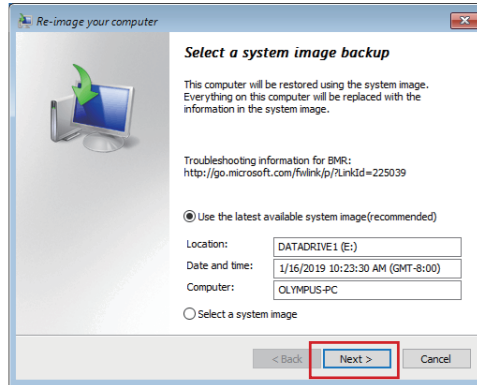 Re-image your computer
Select a system image backup
This computer will be restored using the system image.
Everything on this computer will be replaced with the
information in the system image.
Troubleshooting information for BMR:
http://go.microsoft.com/fwlink/p/?LinkId=225039
Use the latest available system image(recommended)
Location: DATADRIVE1 (E:)
Date and time: 1/16/2019 10:23:30 AM (GMT-8:00)
Computer: OLYMPUS-PC
Select a system image
< Back Next > Cancel